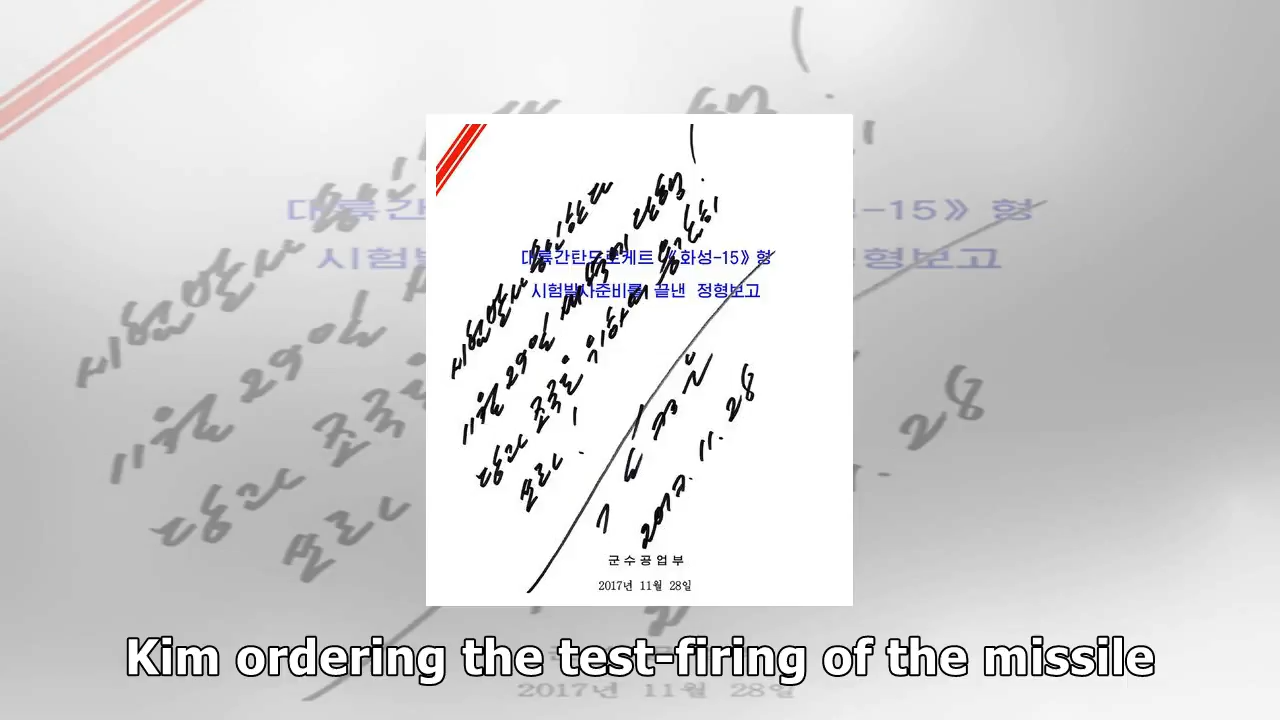 대륙간탄도로케트 《화성-15》형
시험발사준비를 끝낸 정형보고
시험발사 승인한다
11월 29일 새벽에 단행!
당과 조국을 위하여 용감히
쏘라!
김정은
2017. 11. 28
군수공업부
2017년 11월 28일
Kim ordering the test-firing of the missile